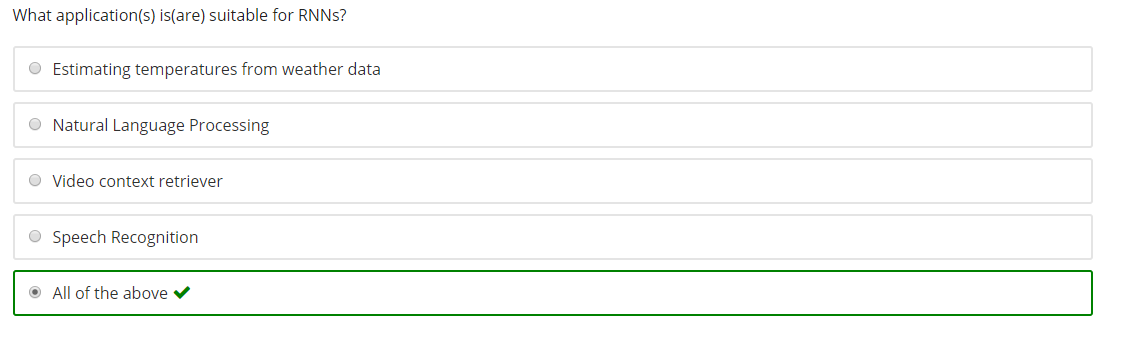 What application(s) is(are) suitable for RNNs?
Estimating temperatures from weather data
Natural Language Processing
Video context retriever
Speech Recognition
All of the above